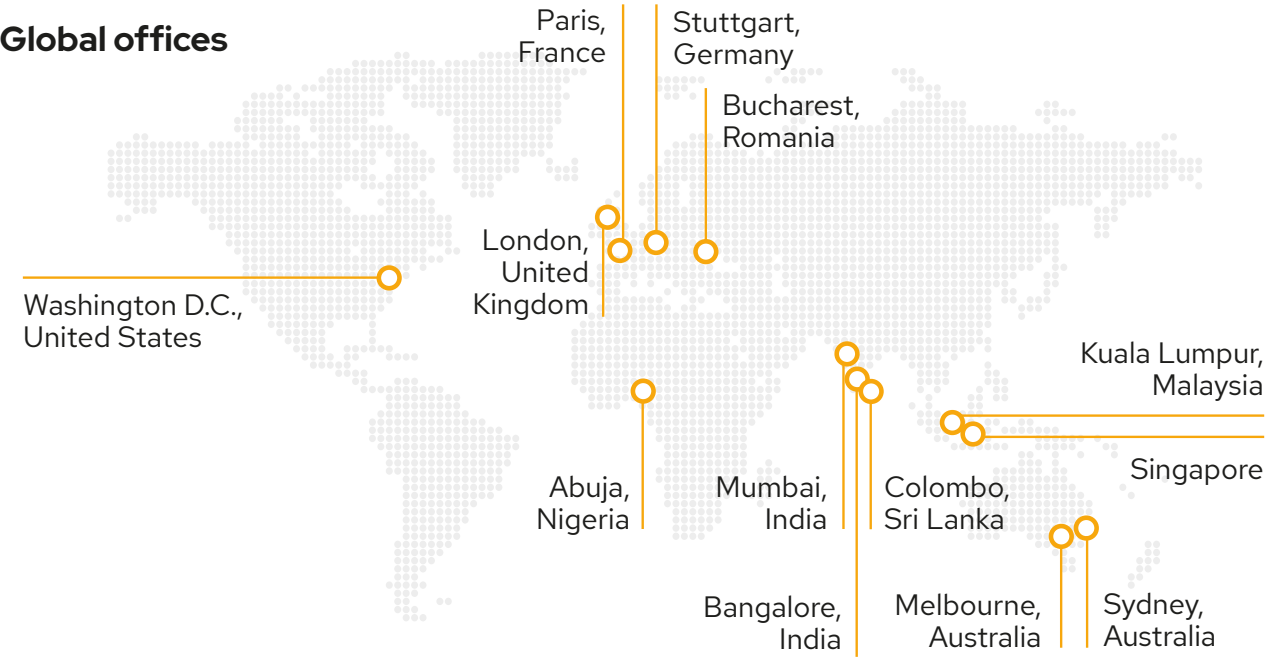 Global offices
Paris,
France
Stuttgart,
Germany
Bucharest,
Romania
London,
United
Kingdom
Washington D.C.,
United States
Kuala Lumpur,
Malaysia
Singapore
Abuja,
Nigeria
Mumbai,
India
Colombo,
Sri Lanka
Bangalore,
India
Melbourne,
Australia
Sydney,
Australia